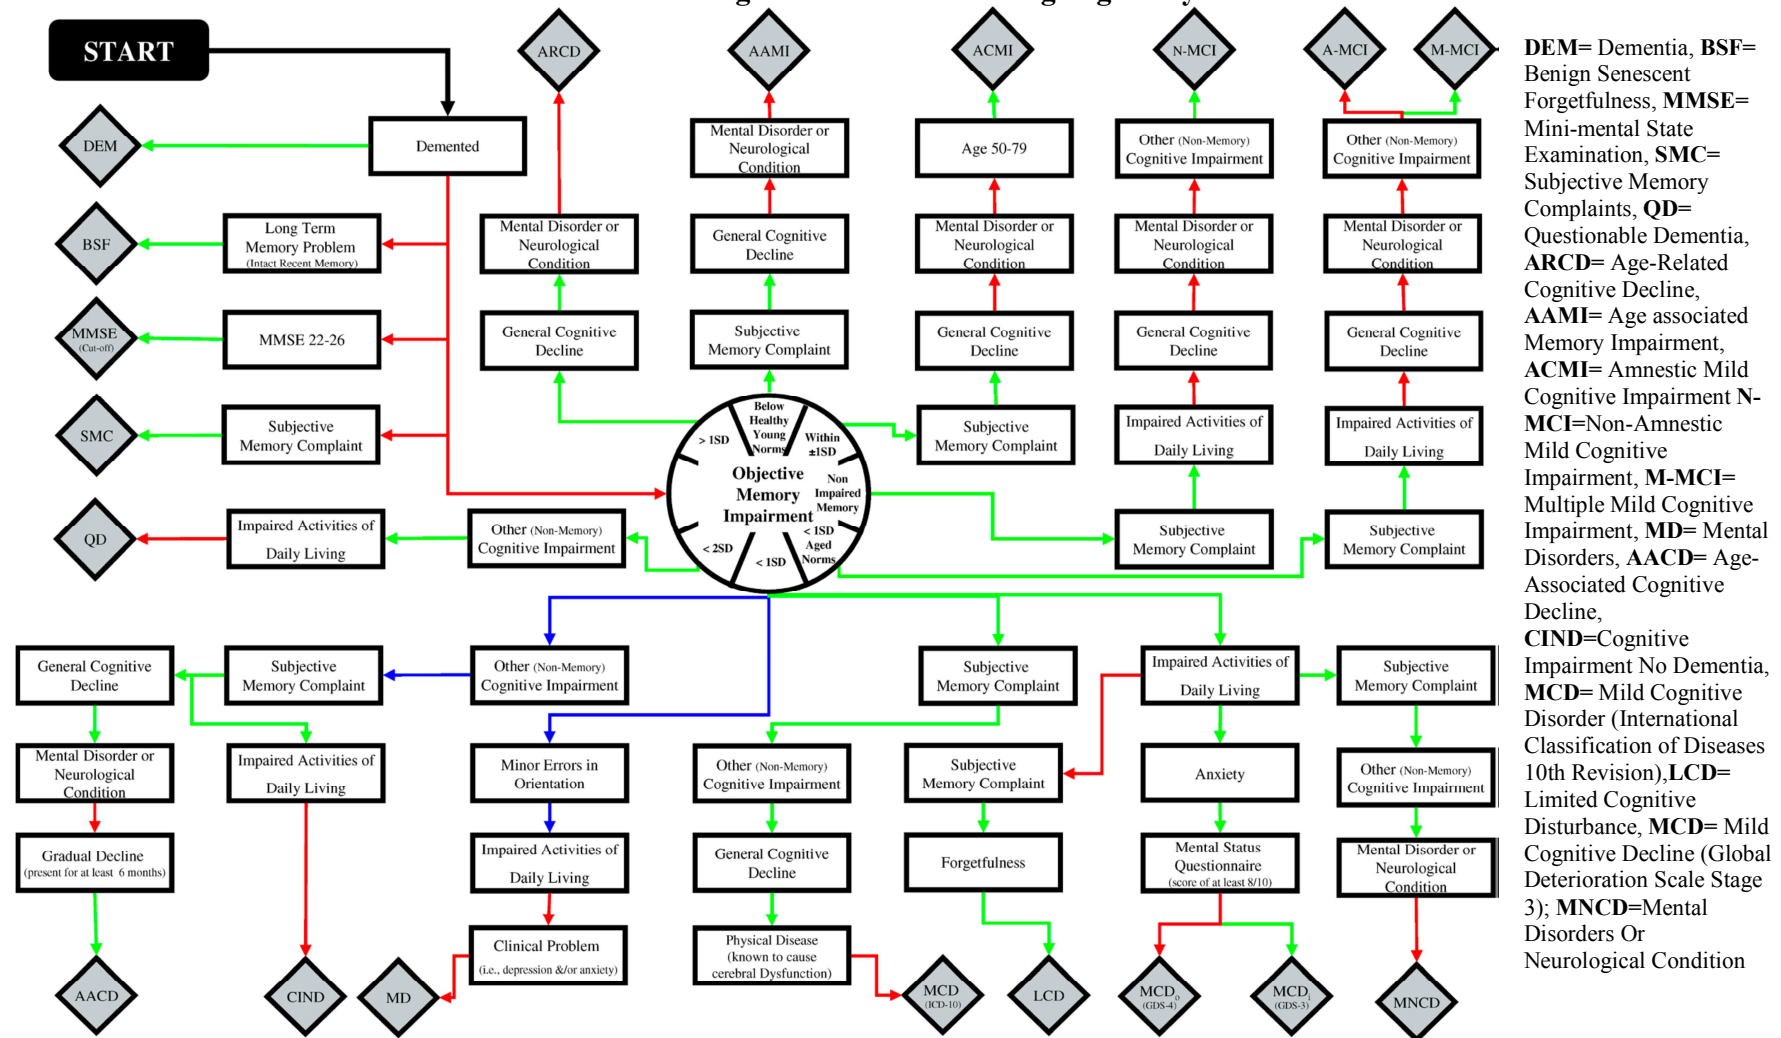 START
ARCD
AAMI
ACMI
N-MCI
A-MCI
M-MCI
DEM
Demented
Mental Disorder or
Neurological
Condition
Age 50-79
Other (Non-Memory)
Cognitive Impairment
Other (Non-Memory)
Cognitive Impairment
BSF
Long Term
Memory Problem
(Intact Recent Memory)
Mental Disorder or
Neurological
Condition
General Cognitive
Decline
Mental Disorder or
Neurological
Condition
Mental Disorder or
Neurological
Condition
Mental Disorder or
Neurological
Condition
MMSE
(Cut-off)
MMSE 22-26
General Cognitive
Decline
Subjective
Memory Complaint
General Cognitive
Decline
General Cognitive
Decline
General Cognitive
Decline
SMC
Subjective
Memory Complaint
> 1SD
Below
Healthy
Young
Norms
Within
±1SD
Objective
Memory
Impairment
Non
Impaired
Memory
< 1SD
Aged
Norms
< 1SD
< 2SD
Subjective
Memory Complaint
Impaired Activities of
Daily Living
Impaired Activities of
Daily Living
QD
Impaired Activities of
Daily Living
Other (Non-Memory)
Cognitive Impairment
Subjective
Memory Complaint
Subjective
Memory Complaint
General Cognitive
Decline
Subjective
Memory Complaint
Other (Non-Memory)
Cognitive Impairment
Subjective
Memory Complaint
Impaired Activities of
Daily Living
Subjective
Memory Complaint
Mental Disorder or
Neurological
Condition
Impaired Activities of
Daily Living
Minor Errors in
Orientation
Other (Non-Memory)
Cognitive Impairment
Subjective
Memory Complaint
Anxiety
Other (Non-Memory)
Cognitive Impairment
Gradual Decline
(present for at least 6 months)
Impaired Activities of
Daily Living
General Cognitive
Decline
Forgetfulness
Mental Status
Questionnaire
(score of at least 8/10)
Mental Disorder or
Neurological
Condition
Clinical Problem
(i.e., depression &/or anxiety)
Physical Disease
(known to cause
cerebral Dysfunction)
AACD
CIND
MD
MCD
(ICD-10)
LCD
MCDo
(GDS-4)
MCDi
(GDS-3)
MNCD
DEM= Dementia, BSF=
Benign Senescent
Forgetfulness, MMSE=
Mini-mental State
Examination, SMC=
Subjective Memory
Complaints, QD=
Questionable Dementia,
ARCD= Age-Related
Cognitive Decline,
AAMI= Age associated
Memory Impairment,
ACMI= Amnestic Mild
Cognitive Impairment N-
MCI=Non-Amnestic
Mild Cognitive
Impairment, M-MCI=
Multiple Mild Cognitive
Impairment, MD= Mental
Disorders, AACD= Age-
Associated Cognitive
Decline,
CIND=Cognitive
Impairment No Dementia,
MCD= Mild Cognitive
Disorder (International
Classification of Diseases
10th Revision),LCD=
Limited Cognitive
Disturbance, MCD= Mild
Cognitive Decline (Global
Deterioration Scale Stage
3); MNCD=Mental
Disorders Or
Neurological Condition